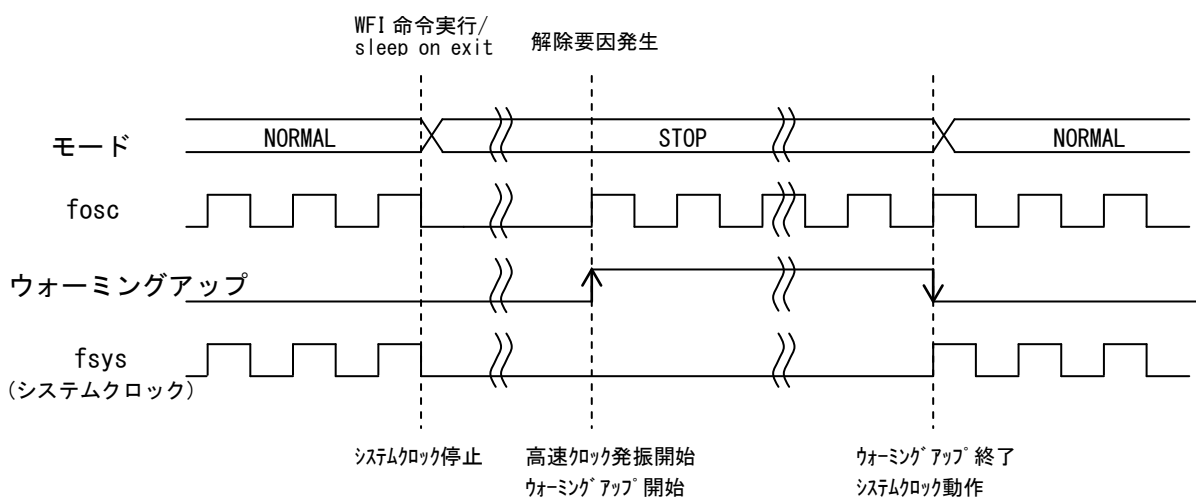 WFI 命令実行/
sleep on exit
解除要因発生
モード
NORMAL
STOP
NORMAL
fosc
ウォーミングアップ
fsys
(システムクロック)
ｼｽﾃﾑｸﾛｯｸ停止
高速ｸﾛｯｸ発振開始
ｳｫｰﾐﾝｸﾞｱｯﾌﾟ開始
ｳｫｰﾐﾝｸﾞｱｯﾌﾟ終了
ｼｽﾃﾑｸﾛｯｸ動作